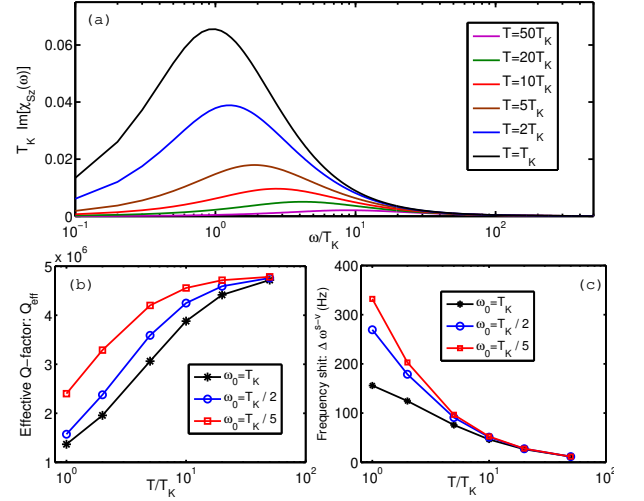 (a)
T_K Im[χ_Sz(ω)]
0.06
0.04
0.02
0
10^-1
10^0
10^1
10^2
ω/T_K
T=50T_K
T=20T_K
T=10T_K
T=5T_K
T=2T_K
T=T_K
x 10^6
(b)
Effective Q-factor: Q_eff
5
4
3
2
1
10^0
10^1
10^2
T/T_K
ω_0=T_K
ω_0=T_K / 2
ω_0=T_K / 5
(c)
Frequency shit: Δ ω^s-v (Hz)
400
300
200
100
0
10^0
10^1
10^2
T/T_K
ω_0=T_K
ω_0=T_K / 2
ω_0=T_K / 5